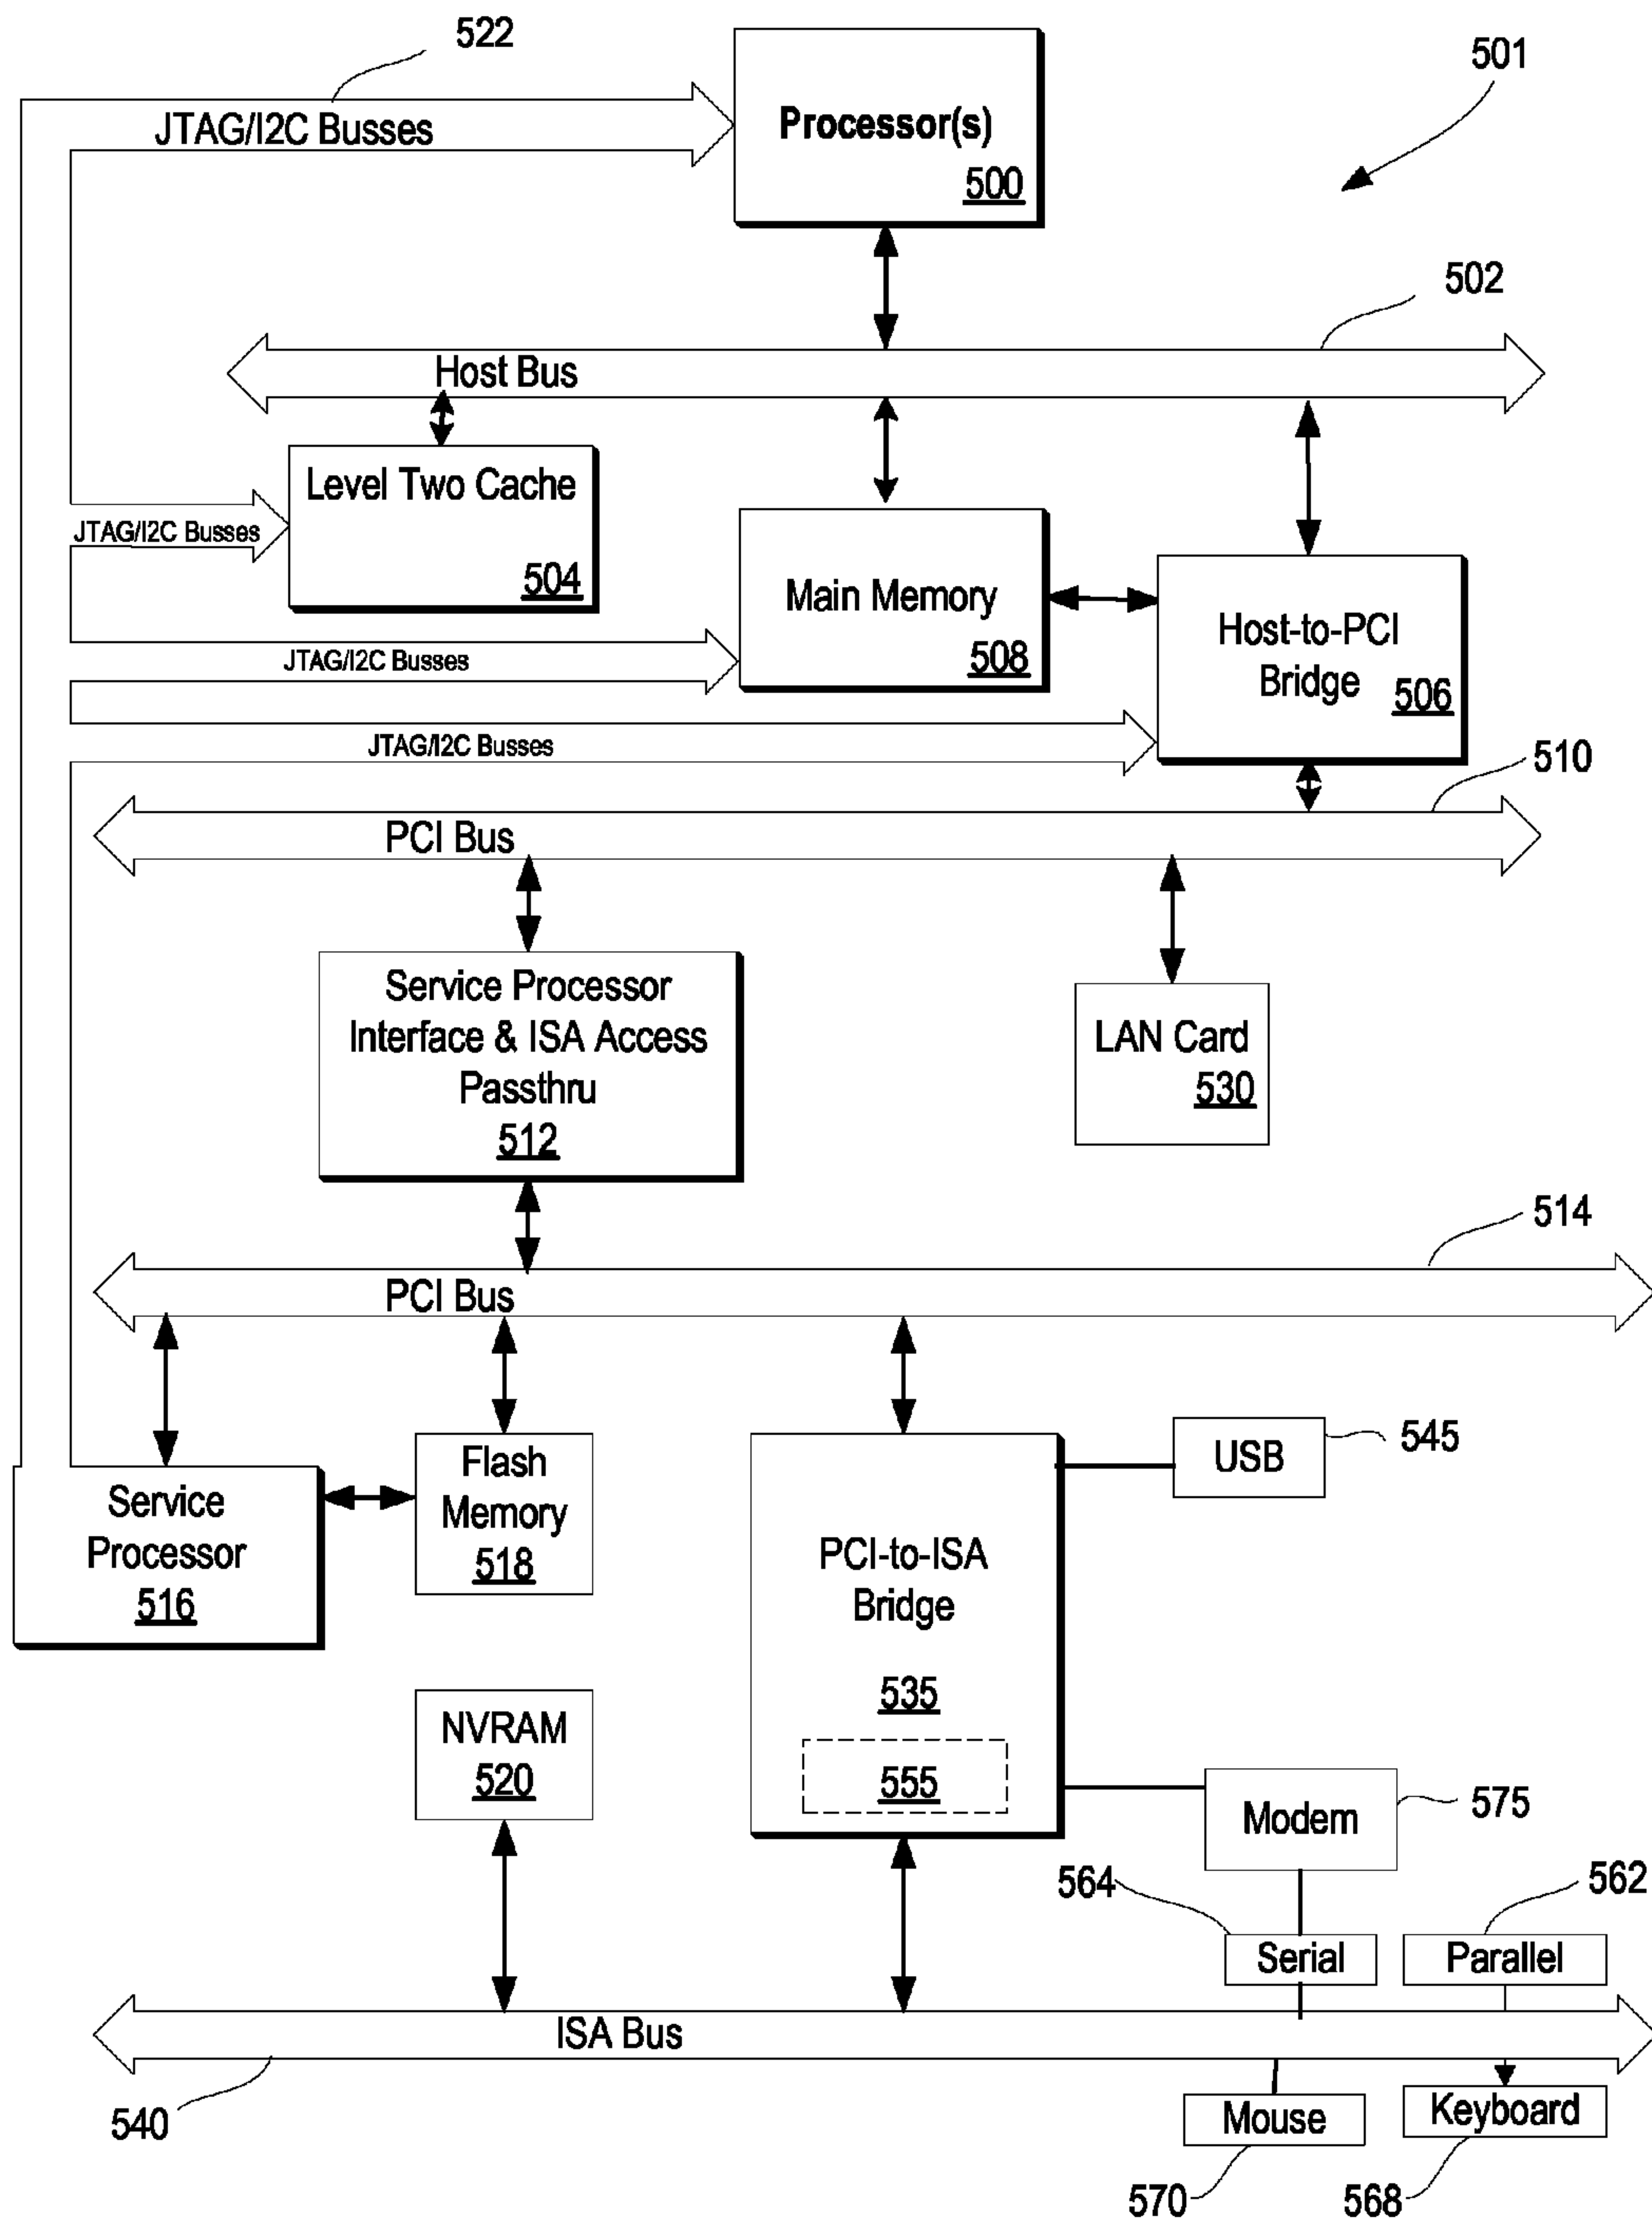 522
501
JTAG/I2C Busses
Processor(s)
500
502
Host Bus
Level Two Cache
504
JTAG/I2C Busses
Main Memory
508
Host-to-PCI
Bridge
506
JTAG/I2C Busses
JTAG/I2C Busses
510
PCI Bus
Service Processor
Interface & ISA Access
Passthru
512
LAN Card
530
514
PCI Bus
Service
Processor
516
Flash
Memory
518
PCI-to-ISA
Bridge
535
555
USB
545
NVRAM
520
Modem
575
564
562
Serial
Parallel
ISA Bus
540
Mouse
Keyboard
570
568